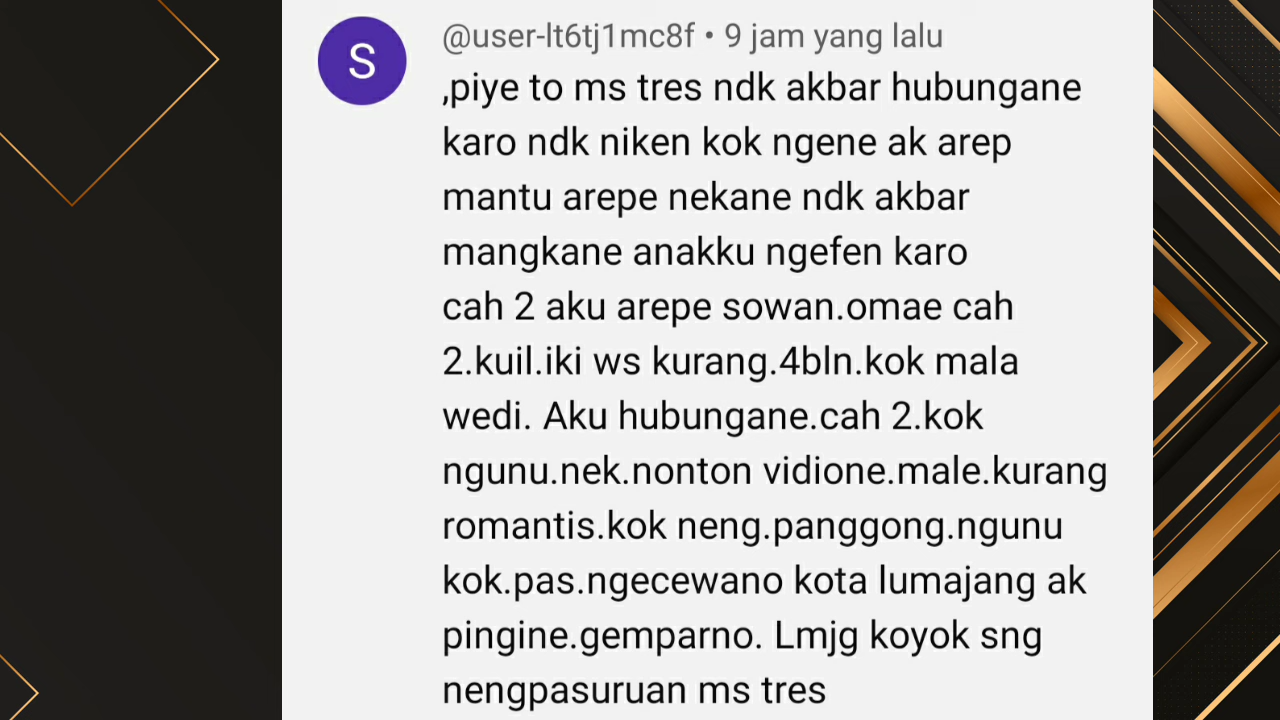 S
@user-lt6tj1mc8f • 9 jam yang lalu
,piye to ms tres ndk akbar hubungane
karo ndk niken kok ngene ak arep
mantu arepe nekane ndk akbar
mangkane anakku ngefen karo
cah 2 aku arepe sowan.omae cah
2.kuil.iki ws kurang.4bln.kok mala
wedi. Aku hubungane.cah 2.kok
ngunu.nek.nonton vidione.male.kurang
romantis.kok neng.panggong.ngunu
kok.pas.ngecewano kota lumajang ak
pingine.gemparno. Lmjg koyok sng
nengpasuruan ms tres